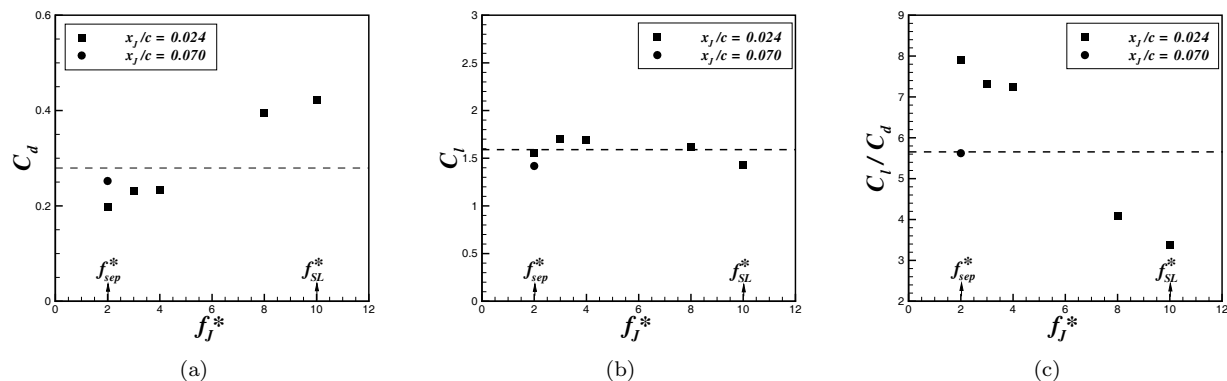 0.6
0.4
0.2
0
C_d
x_J/c = 0.024
x_J/c = 0.070
f*_sep
f*_SL
0 2 4 6 8 10 12
f_J*
(a)
3
2.5
2
1.5
1
0.5
0
C_l
x_J/c = 0.024
x_J/c = 0.070
f*_sep
f*_SL
0 2 4 6 8 10 12
f_J*
(b)
9
8
7
6
5
4
3
2
C_l / C_d
x_J/c = 0.024
x_J/c = 0.070
f*_sep
f*_SL
0 2 4 6 8 10 12
f_J*
(c)